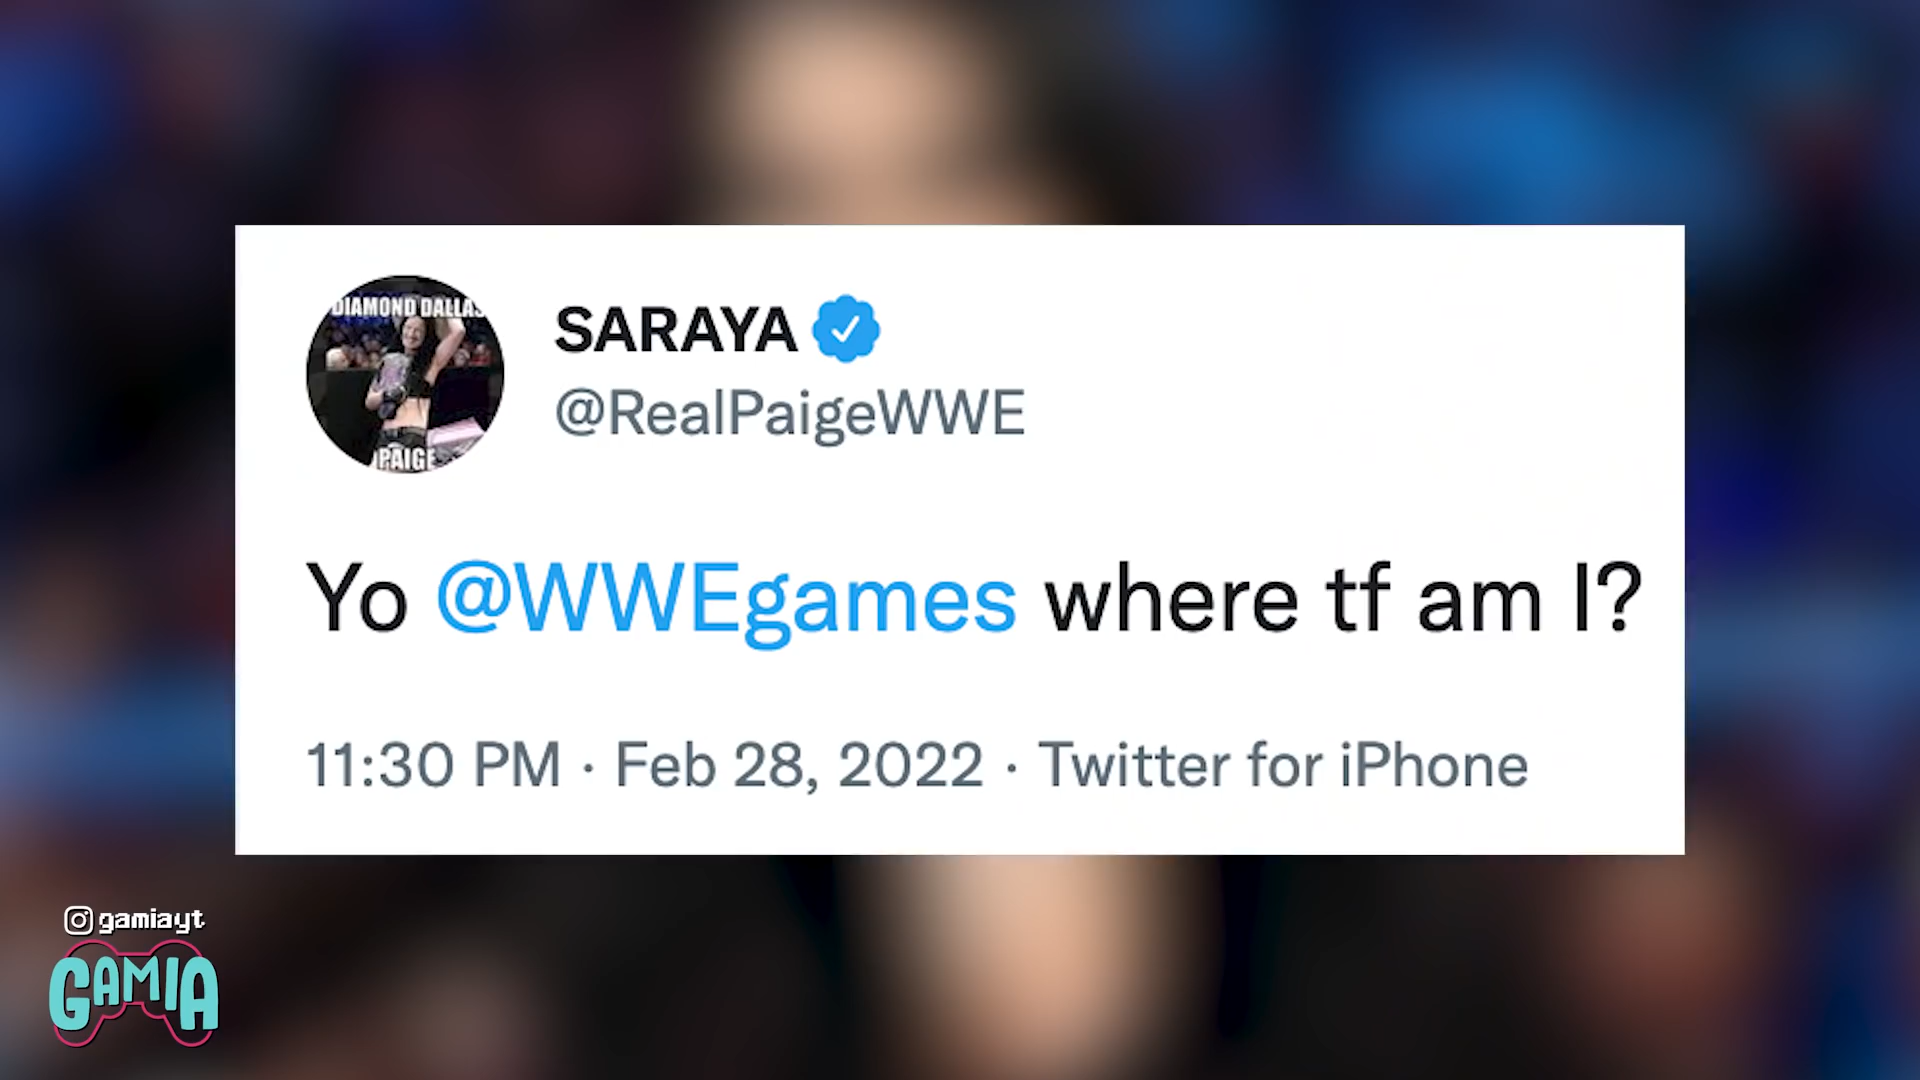 DIAMOND DALLAS
PAIGE
SARAYA
@RealPaigeWWE
Yo @WWEgames where tf am I?
11:30 PM · Feb 28, 2022 · Twitter for iPhone
gamiayt
GAMIA